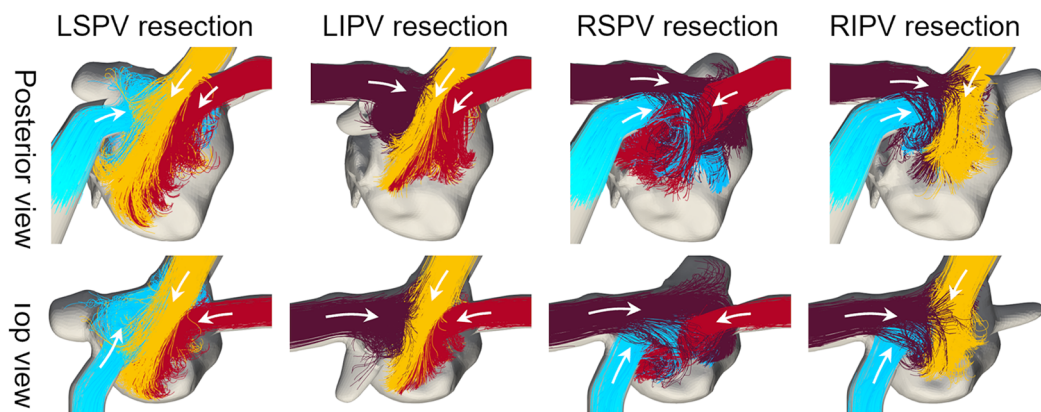 LSPV resection LIPV resection RSPV resection RIPV resection
Posterior view
Top view